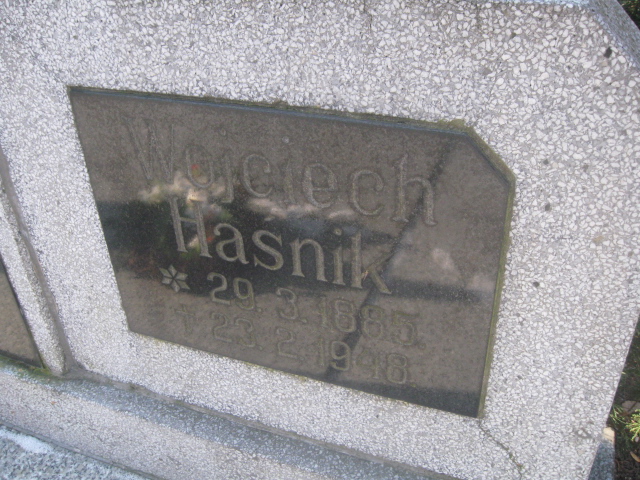 Wojciech
Hasnik
* 29.3.1885.
† 23.2.1948.